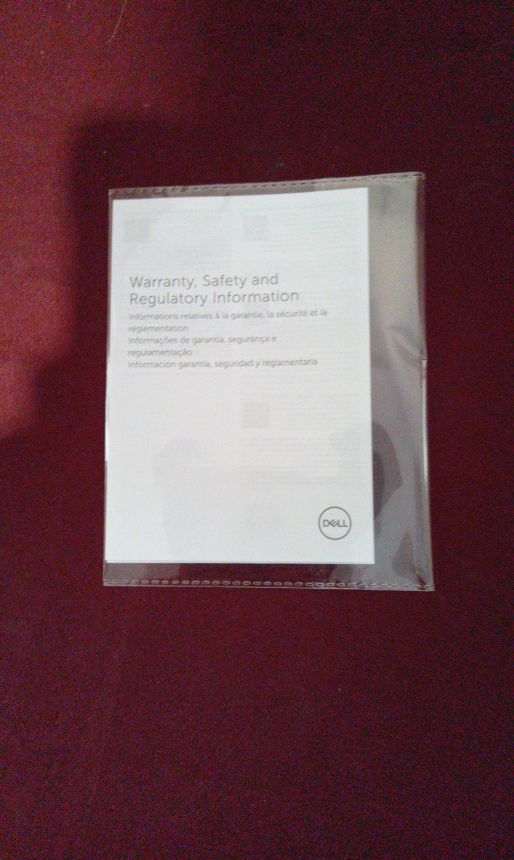 Warranty, Safety and
Regulatory Information
Informations relatives à la garantie, la sécurité et la
réglementation
Informações de garantia, segurança e
regulamentação
Información garantía, seguridad y reglamentaria
DELL